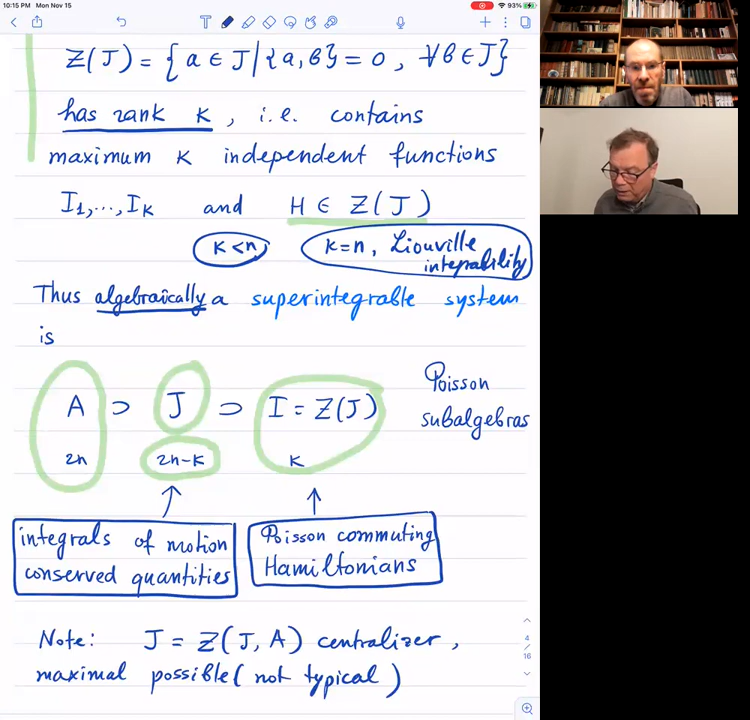 10:15 PM Mon Nov 15
93%
Z(J) = {a ∈ J | {a, b} = 0, ∀b ∈ J}
has rank k, i.e. contains
maximum k independent functions
I₁,...,Iₖ and H ∈ Z(J)
k<n
k=n, Liouville
integrability
Thus algebraically a superintegrable system
is
A ⊃ J ⊃ I = Z(J)
2n 2n-k k
Poisson
subalgebras
integrals of motion
conserved quantities
Poisson commuting
Hamiltonians
Note: J = Z(J, A) centralizer,
maximal possible (not typical)
4
/
16